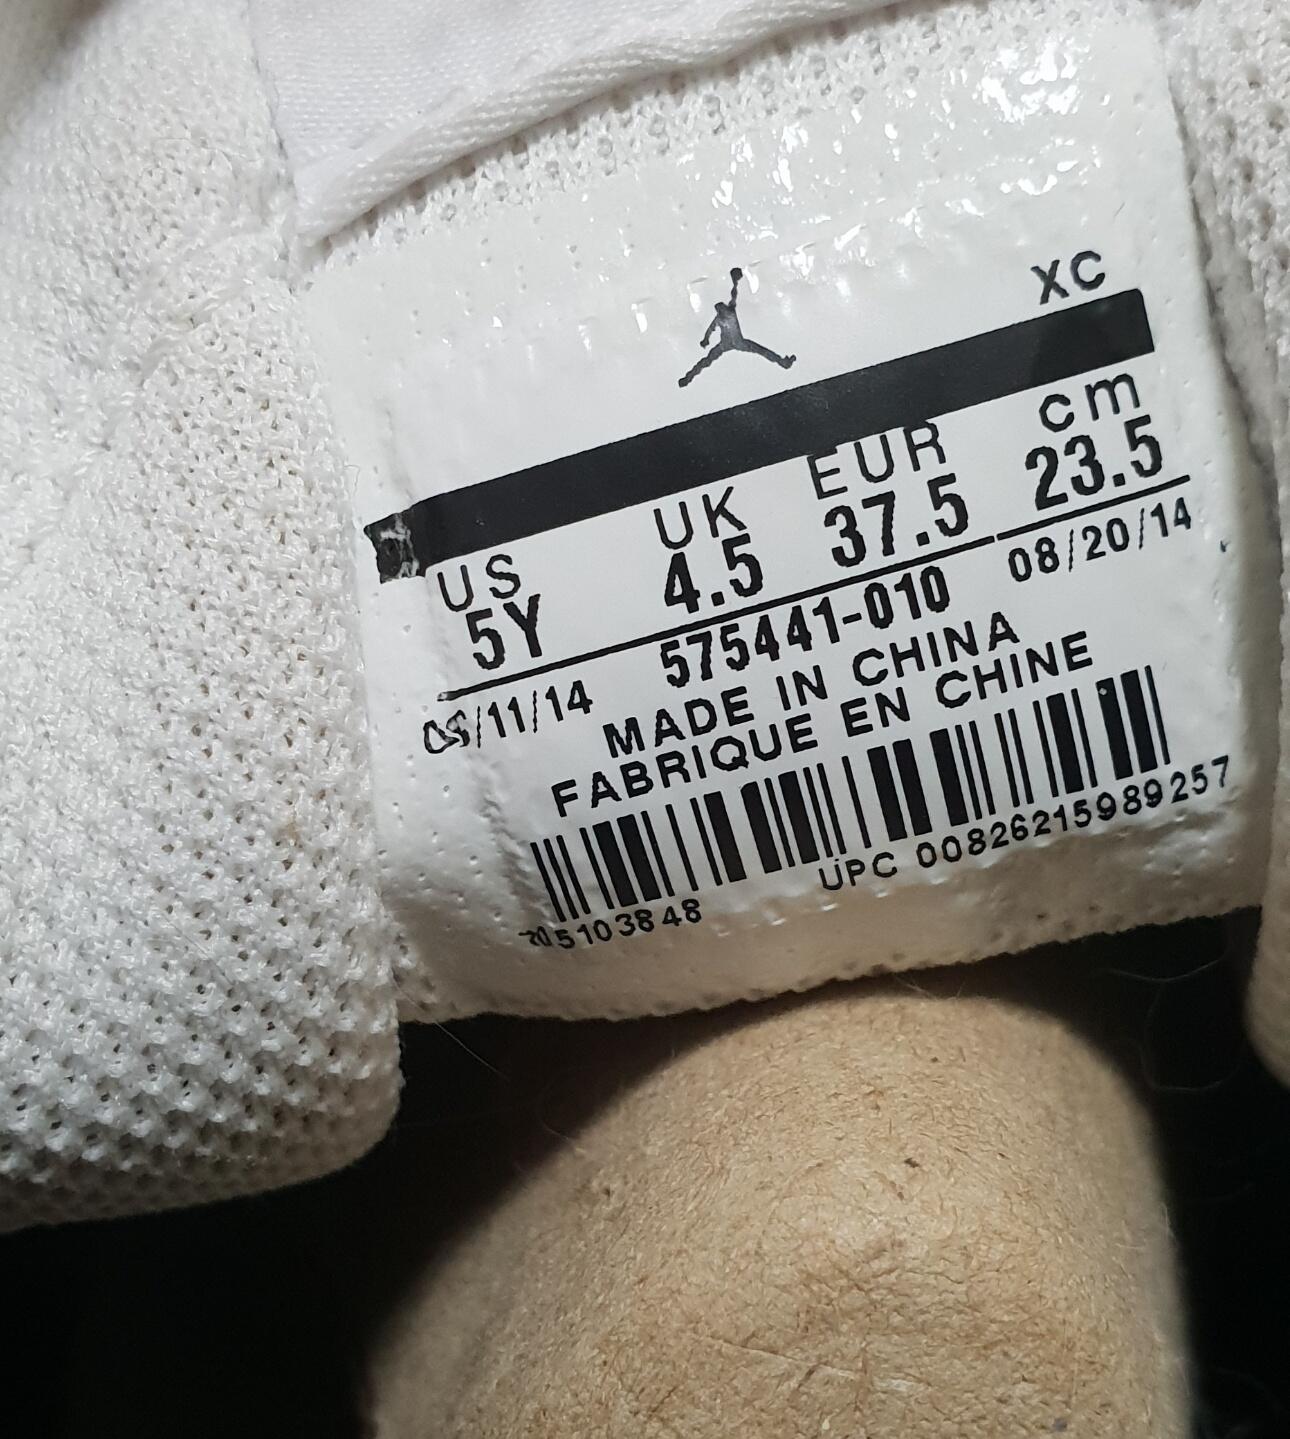 XC
US UK EUR cm
5Y 4.5 37.5 23.5
/11/14 575441-010 08/20/14
MADE IN CHINA
FABRIQUE EN CHINE
UPC 00826215989257
5103848